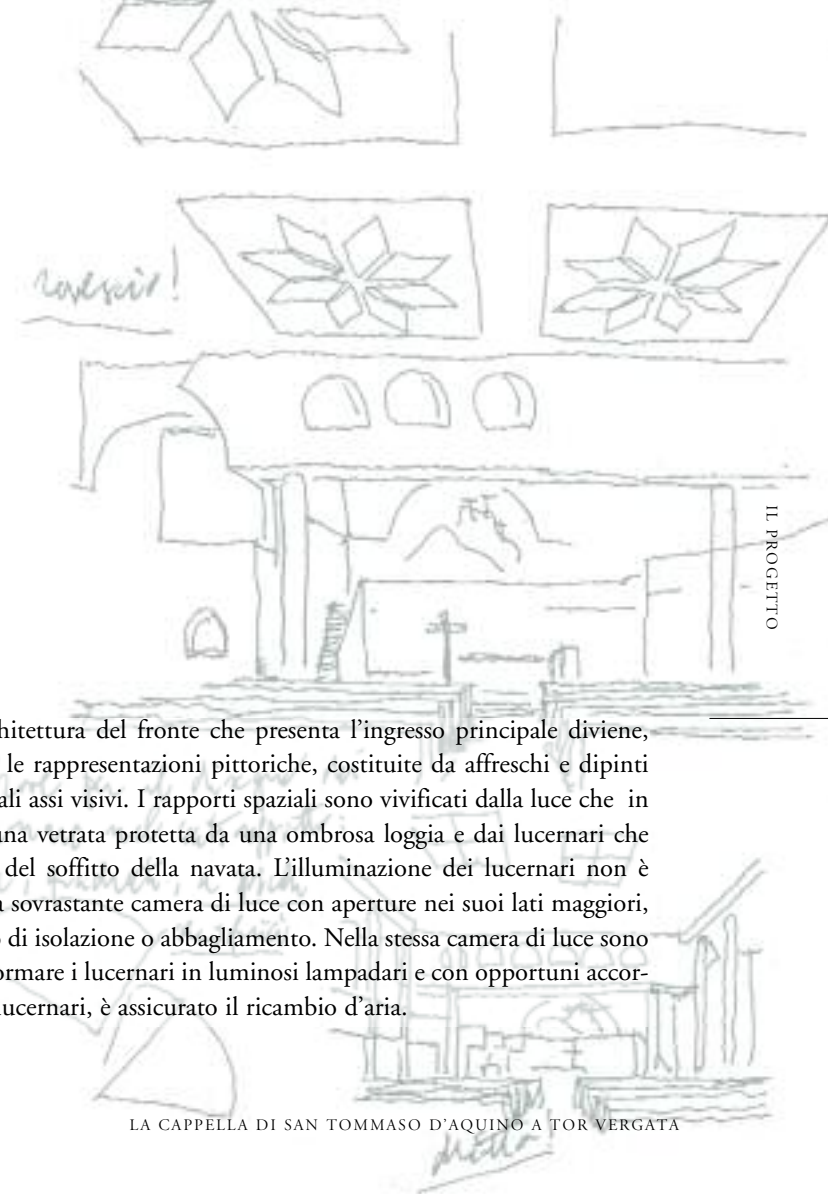 IL PROGETTO
hitettura del fronte che presenta l'ingresso principale diviene,
le rappresentazioni pittoriche, costituite da affreschi e dipinti
ali assi visivi. I rapporti spaziali sono vivificati dalla luce che in
una vetrata protetta da una ombrosa loggia e dai lucernari che
del soffitto della navata. L'illuminazione dei lucernari non è
a sovrastante camera di luce con aperture nei suoi lati maggiori,
o di isolazione o abbagliamento. Nella stessa camera di luce sono
ormare i lucernari in luminosi lampadari e con opportuni accor-
lucernari, è assicurato il ricambio d'aria.
LA CAPPELLA DI SAN TOMMASO D'AQUINO A TOR VERGATA